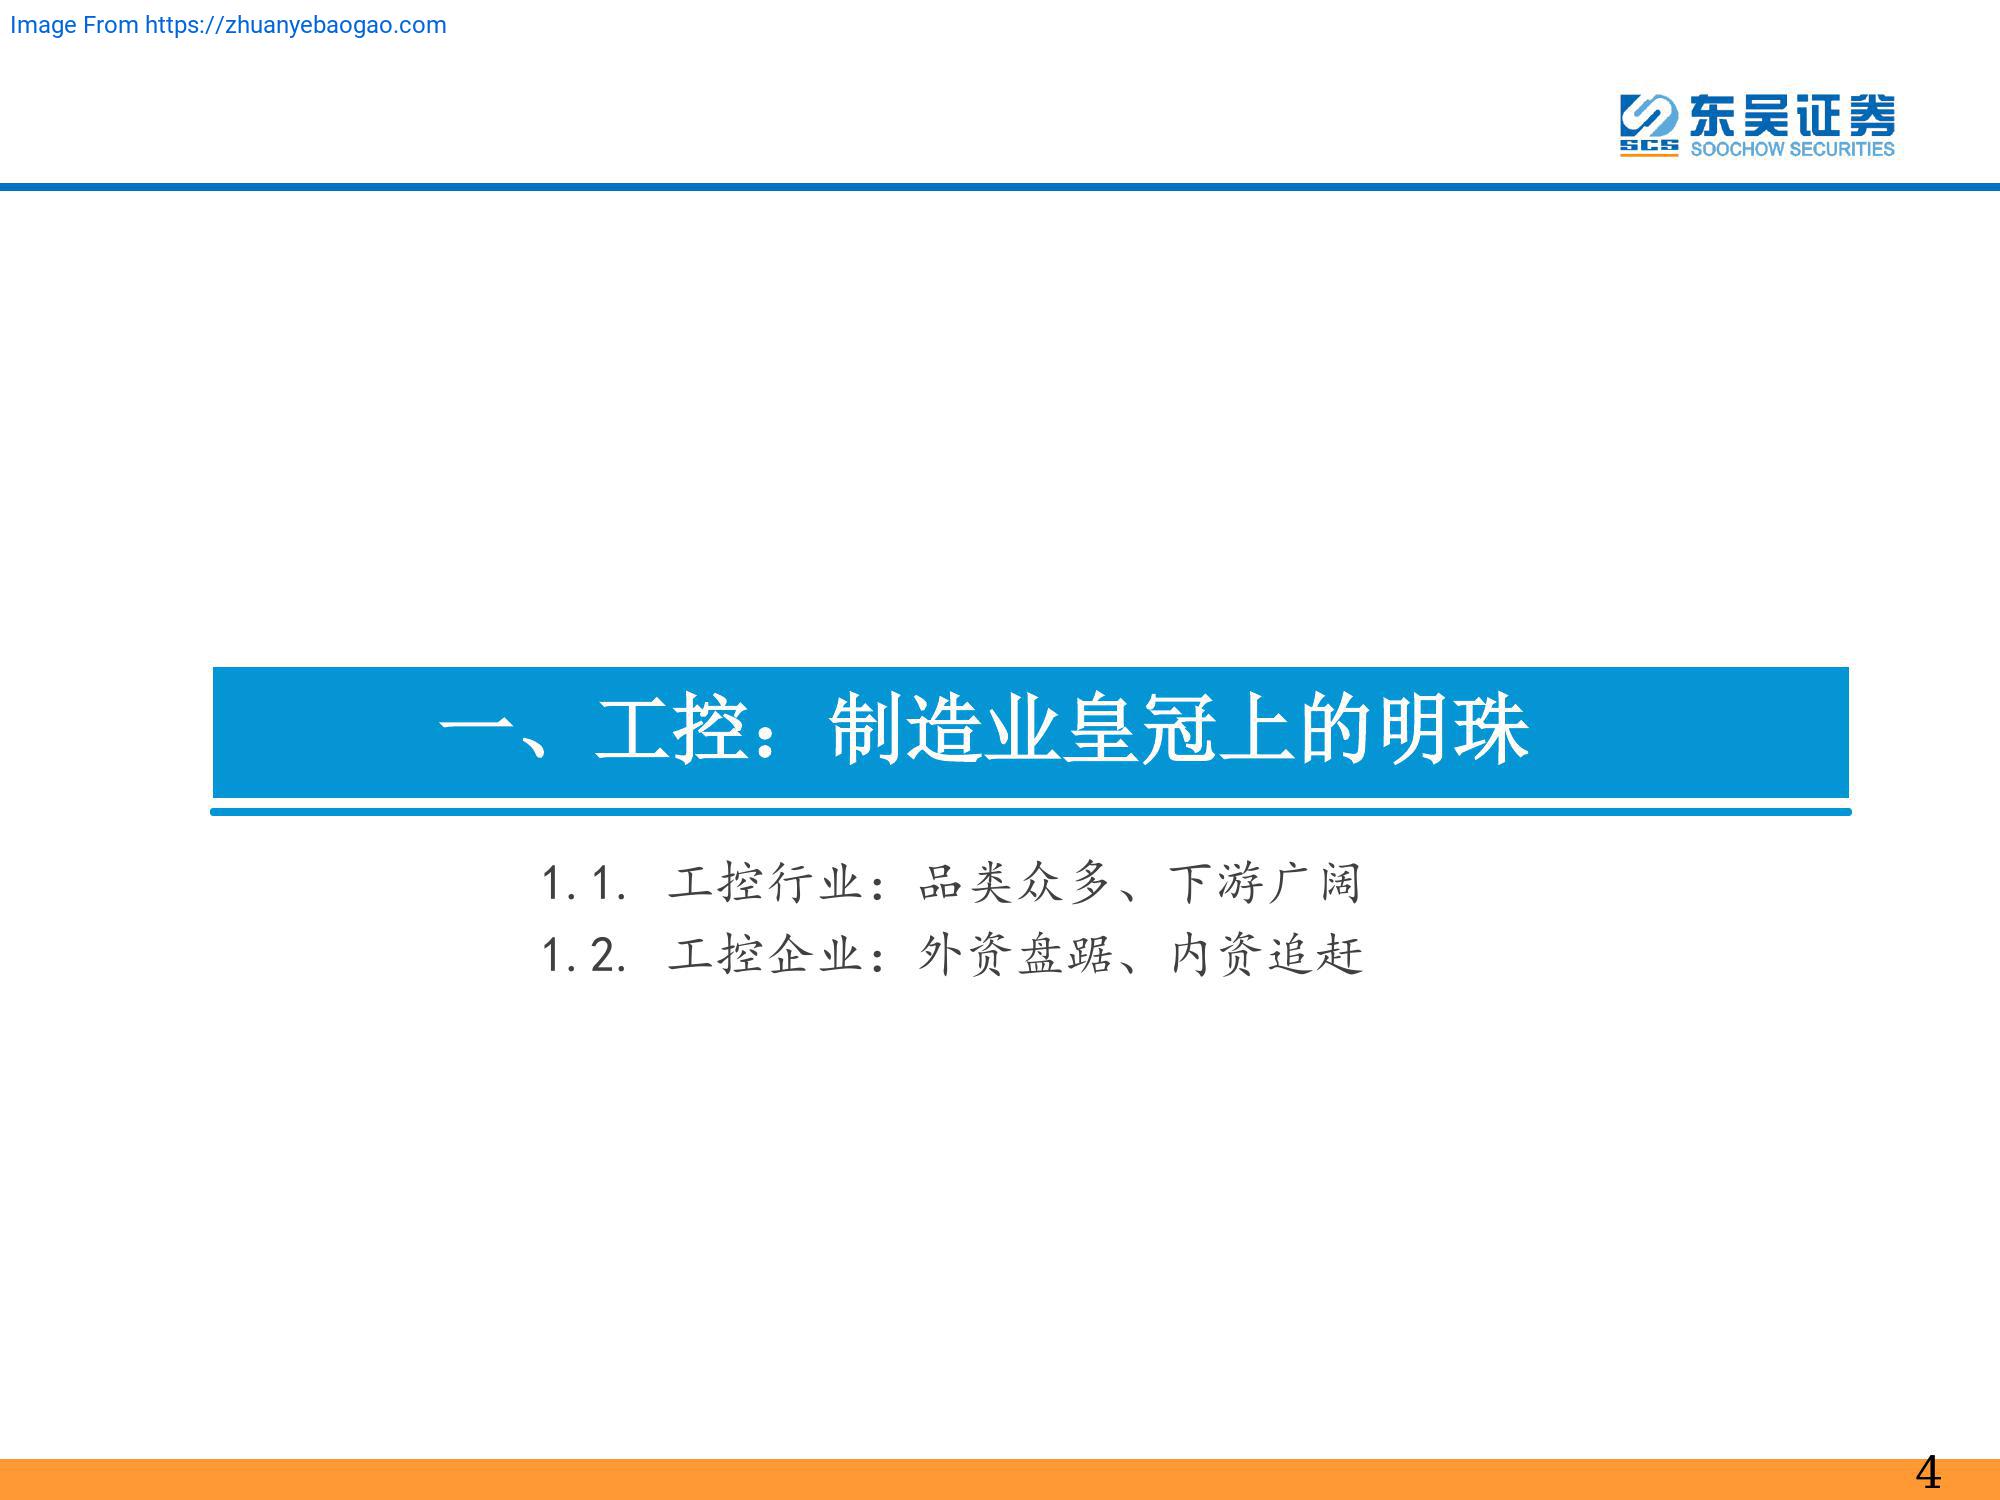 Image From https://zhuanyebaogao.com
东吴证券
SCS
SOOCHOW SECURITIES
一、工控：制造业皇冠上的明珠
1.1. 工控行业：品类众多、下游广阔
1.2. 工控企业：外资盘踞、内资追赶
4